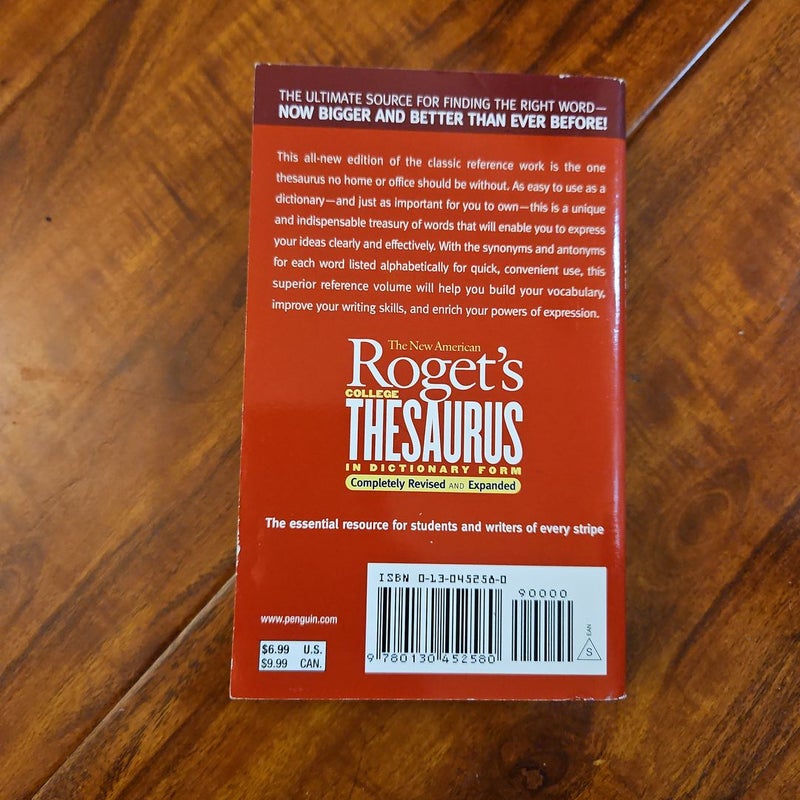 THE ULTIMATE SOURCE FOR FINDING THE RIGHT WORD—
NOW BIGGER AND BETTER THAN EVER BEFORE!
This all-new edition of the classic reference work is the one
thesaurus no home or office should be without. As easy to use as a
dictionary—and just as important for you to own—this is a unique
and indispensable treasury of words that will enable you to express
your ideas clearly and effectively. With the synonyms and antonyms
for each word listed alphabetically for quick, convenient use, this
superior reference volume will help you build your vocabulary,
improve your writing skills, and enrich your powers of expression.
The New American
Roget's
COLLEGE
THESAURUS
IN DICTIONARY FORM
Completely Revised AND Expanded
The essential resource for students and writers of every stripe
www.penguin.com
$6.99 U.S.
$9.99 CAN.
ISBN 0-13-045258-0
90000
9 780130 452580
EAN
S